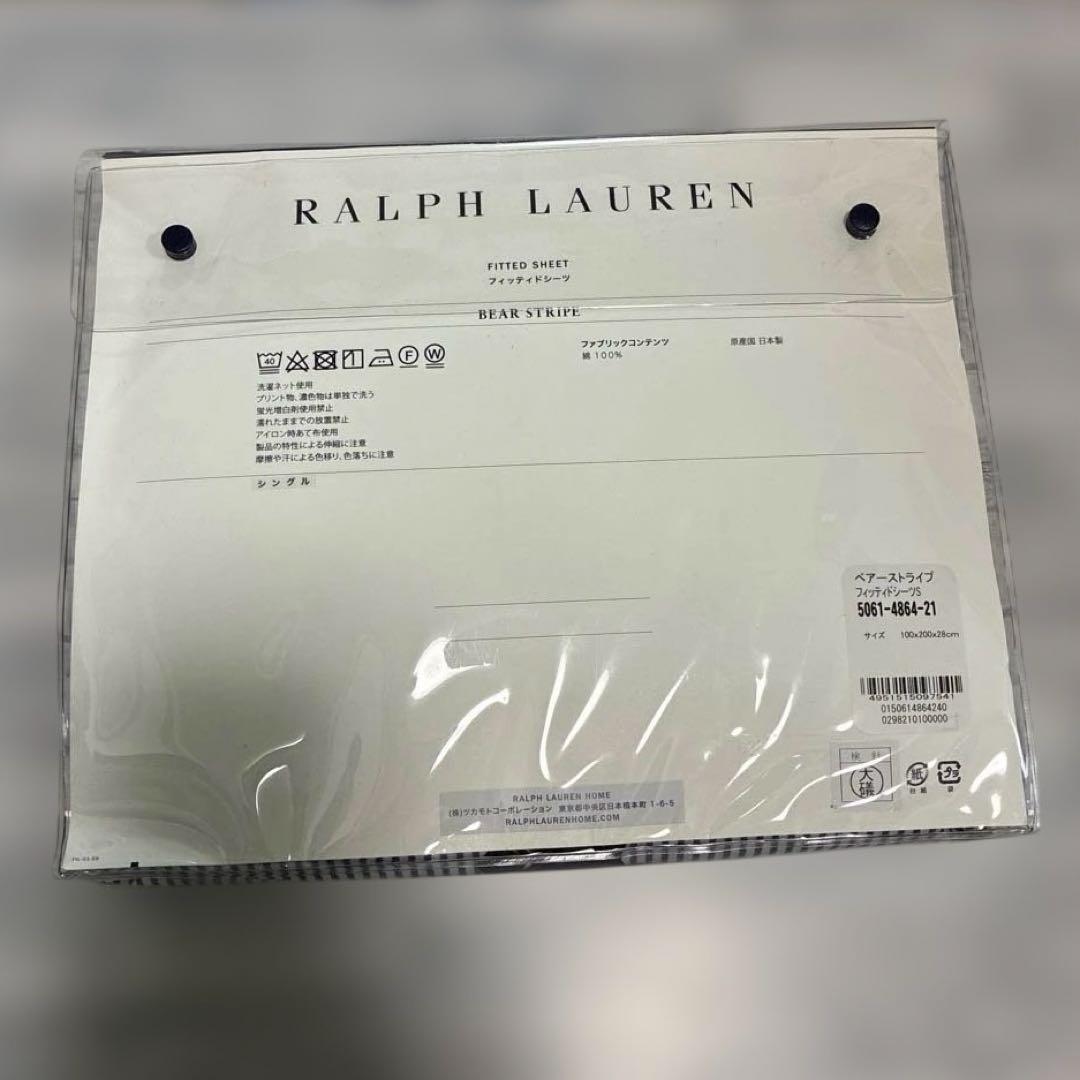 RALPH LAUREN
FITTED SHEET
フィッティドシーツ
BEAR STRIPE
40 F W
洗濯ネット使用
プリント物、濃色物は単独で洗う
蛍光増白剤使用禁止
濡れたままでの放置禁止
アイロン時あて布使用
製品の特性による伸縮に注意
摩擦や汗による色移り、色落ちに注意
ファブリックコンテンツ
綿 100%
原産国 日本製
シングル
ベアーストライプ
フィッティドシーツS
5061-4864-21
サイズ 100x200x28cm
4951515097541
0150614864240
0298210100000
検 針
大礒
紙
台紙
プラ
袋
RALPH LAUREN HOME
(株)ツカモトコーポレーション 東京都中央区日本橋本町 1-6-5
RALPHLAURENHOME.COM